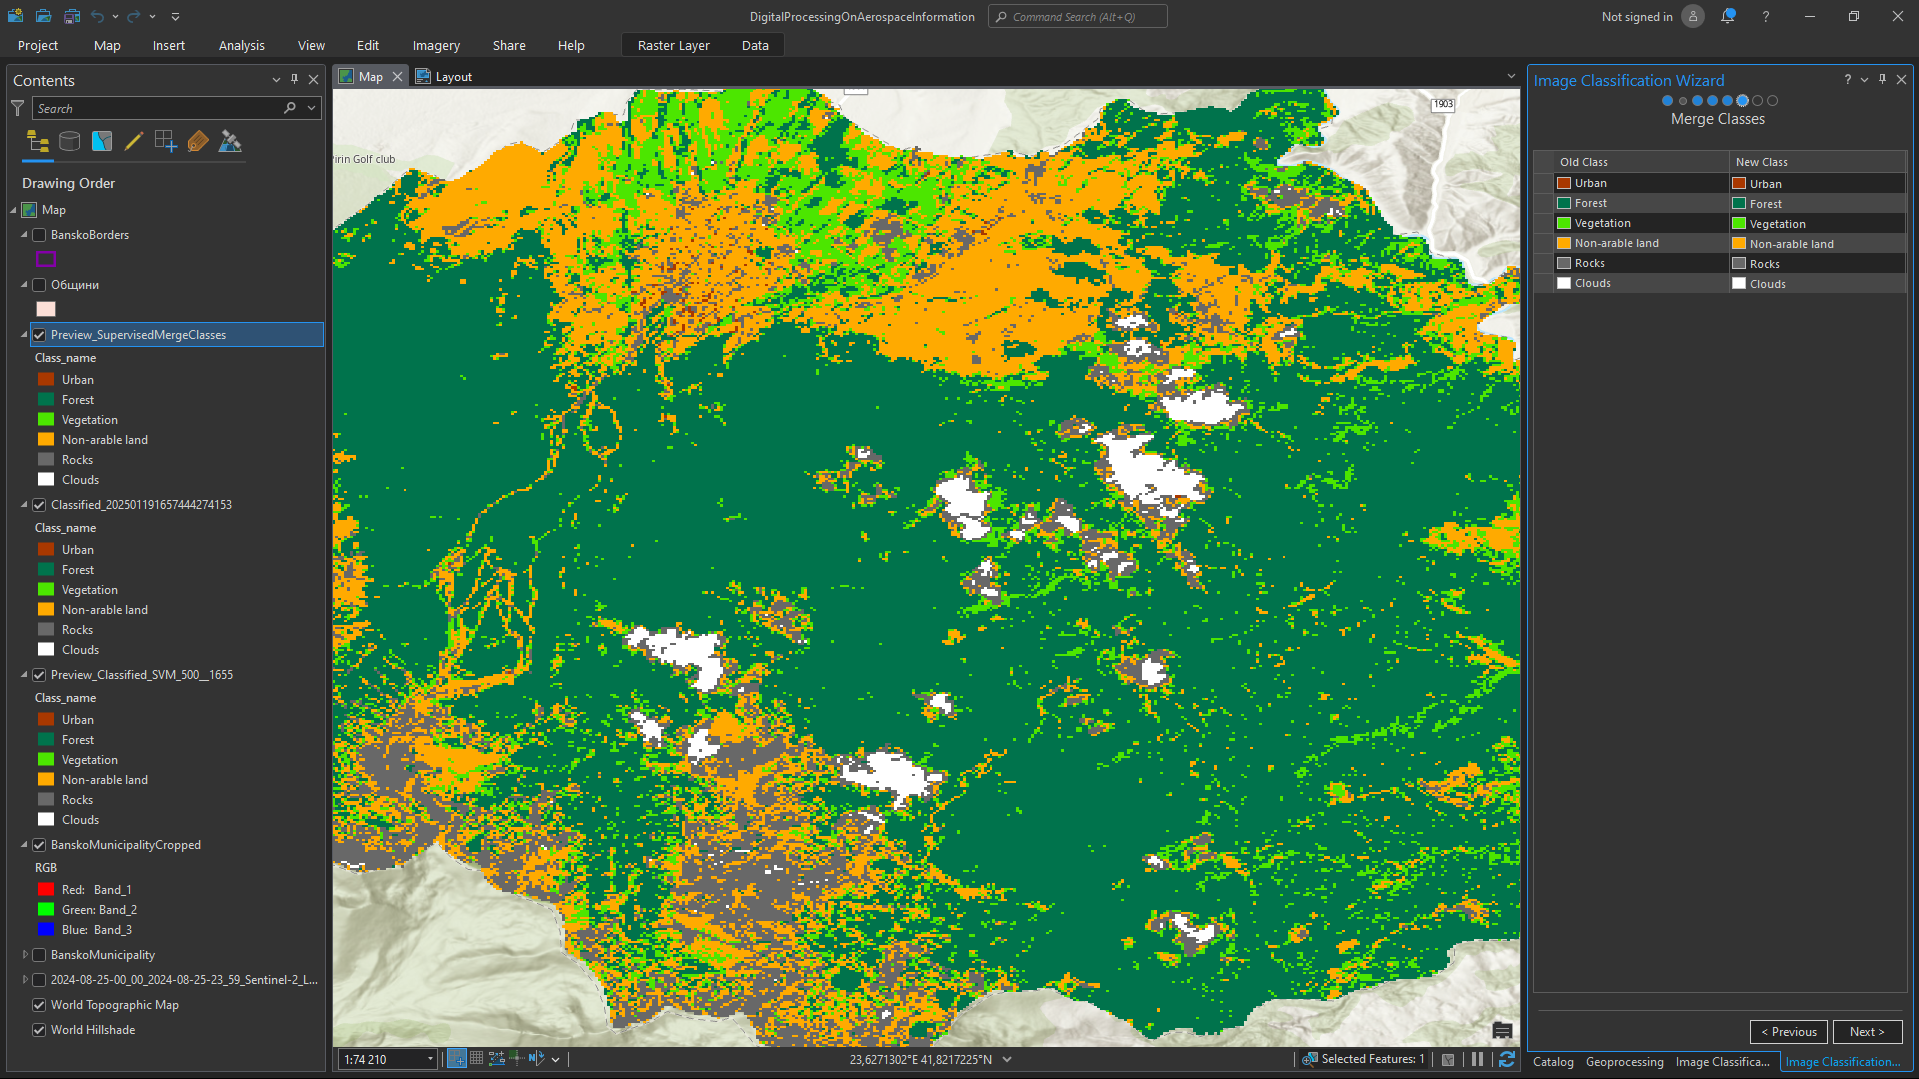 DigitalProcessingOnAerospaceInformation
Command Search (Alt+Q)
Not signed in
?
Project
Map
Insert
Analysis
View
Edit
Imagery
Share
Help
Raster Layer
Data
Contents
Search
Drawing Order
Map
BanskoBorders
Общини
Preview_SupervisedMergeClasses
Class_name
Urban
Forest
Vegetation
Non-arable land
Rocks
Clouds
Classified_202501191657444274153
Class_name
Urban
Forest
Vegetation
Non-arable land
Rocks
Clouds
Preview_Classified_SVM_500__1655
Class_name
Urban
Forest
Vegetation
Non-arable land
Rocks
Clouds
BanskoMunicipalityCropped
RGB
Red: Band_1
Green: Band_2
Blue: Band_3
BanskoMunicipality
2024-08-25-00_00_2024-08-25-23_59_Sentinel-2_L...
World Topographic Map
World Hillshade
Map
Layout
irin Golf club
1903
1:74 210
N
23,6271302°E 41,8217225°N
Selected Features: 1
Image Classification Wizard
?
Merge Classes
Old Class New Class
Urban Urban
Forest Forest
Vegetation Vegetation
Non-arable land Non-arable land
Rocks Rocks
Clouds Clouds
< Previous
Next >
Catalog
Geoprocessing
Image Classifica...
Image Classification...